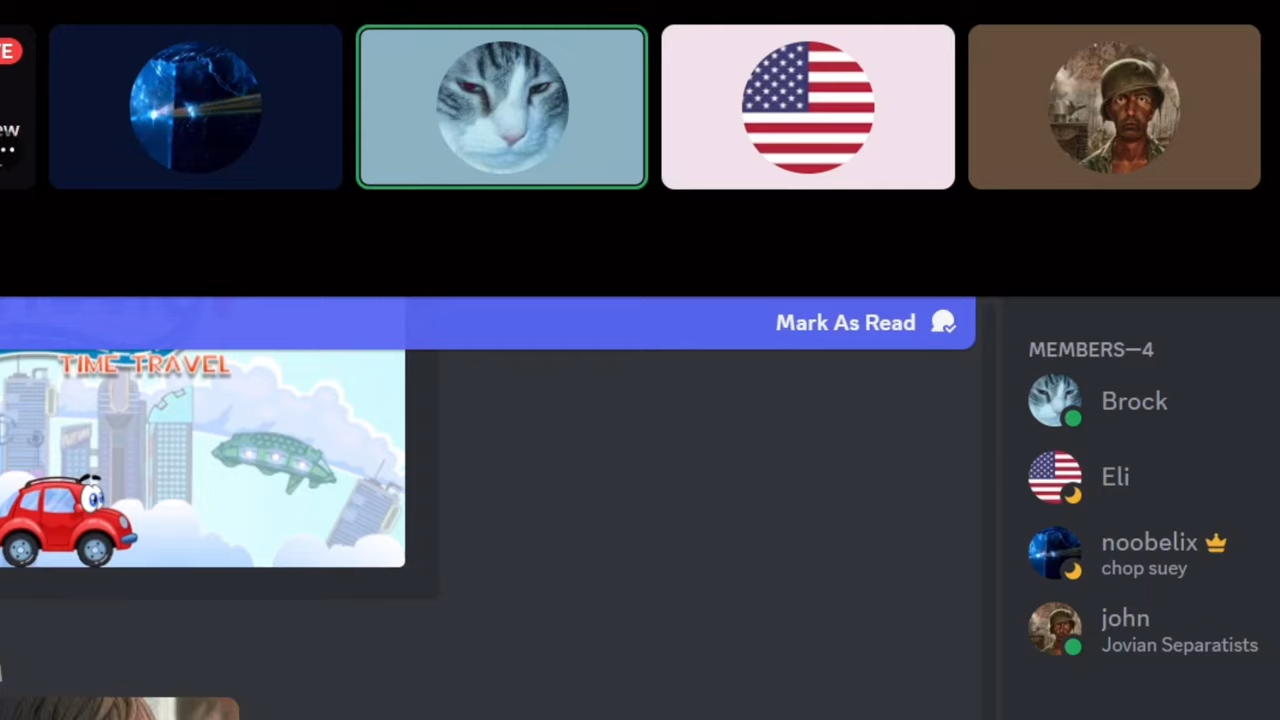 Mark As Read
TIME TRAVEL
MEMBERS—4
Brock
Eli
noobelix
chop suey
john
Jovian Separatists